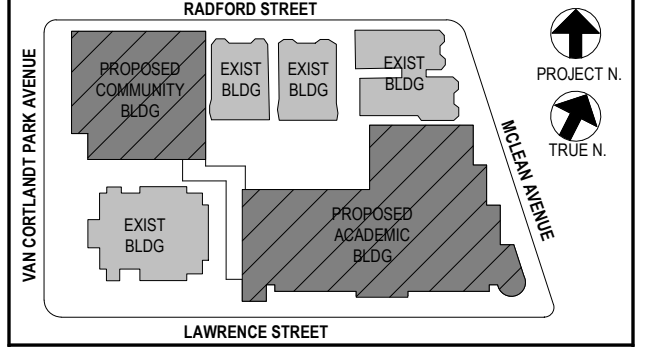 RADFORD STREET
VAN CORTLANDT PARK AVENUE
PROPOSED
COMMUNITY
BLDG
EXIST
BLDG
EXIST
BLDG
EXIST
BLDG
PROJECT N.
TRUE N.
MCLEAN AVENUE
EXIST
BLDG
PROPOSED
ACADEMIC
BLDG
LAWRENCE STREET